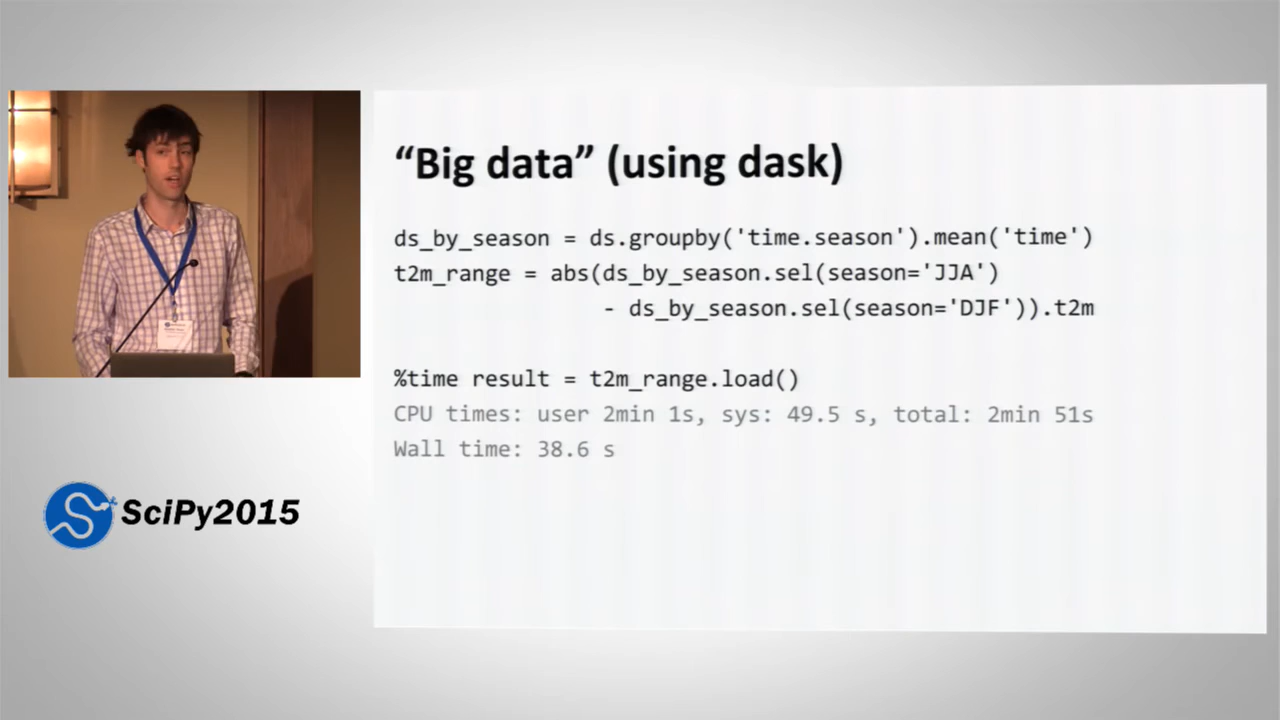 “Big data” (using dask)
ds_by_season = ds.groupby('time.season').mean('time')
t2m_range = abs(ds_by_season.sel(season='JJA')
- ds_by_season.sel(season='DJF')).t2m
%time result = t2m_range.load()
CPU times: user 2min 1s, sys: 49.5 s, total: 2min 51s
Wall time: 38.6 s
SciPy2015